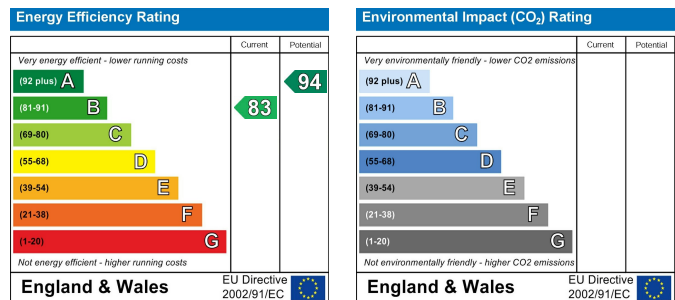 Energy Efficiency Rating
Current Potential
Very energy efficient - lower running costs
(92 plus) A
94
(81-91) B
83
(69-80) C
(55-68) D
(39-54) E
(21-38) F
(1-20) G
Not energy efficient - higher running costs
England & Wales
EU Directive
2002/91/EC
Environmental Impact (CO₂) Rating
Current Potential
Very environmentally friendly - lower CO2 emissions
(92 plus) A
(81-91) B
(69-80) C
(55-68) D
(39-54) E
(21-38) F
(1-20) G
Not environmentally friendly - higher CO2 emissions
England & Wales
EU Directive
2002/91/EC